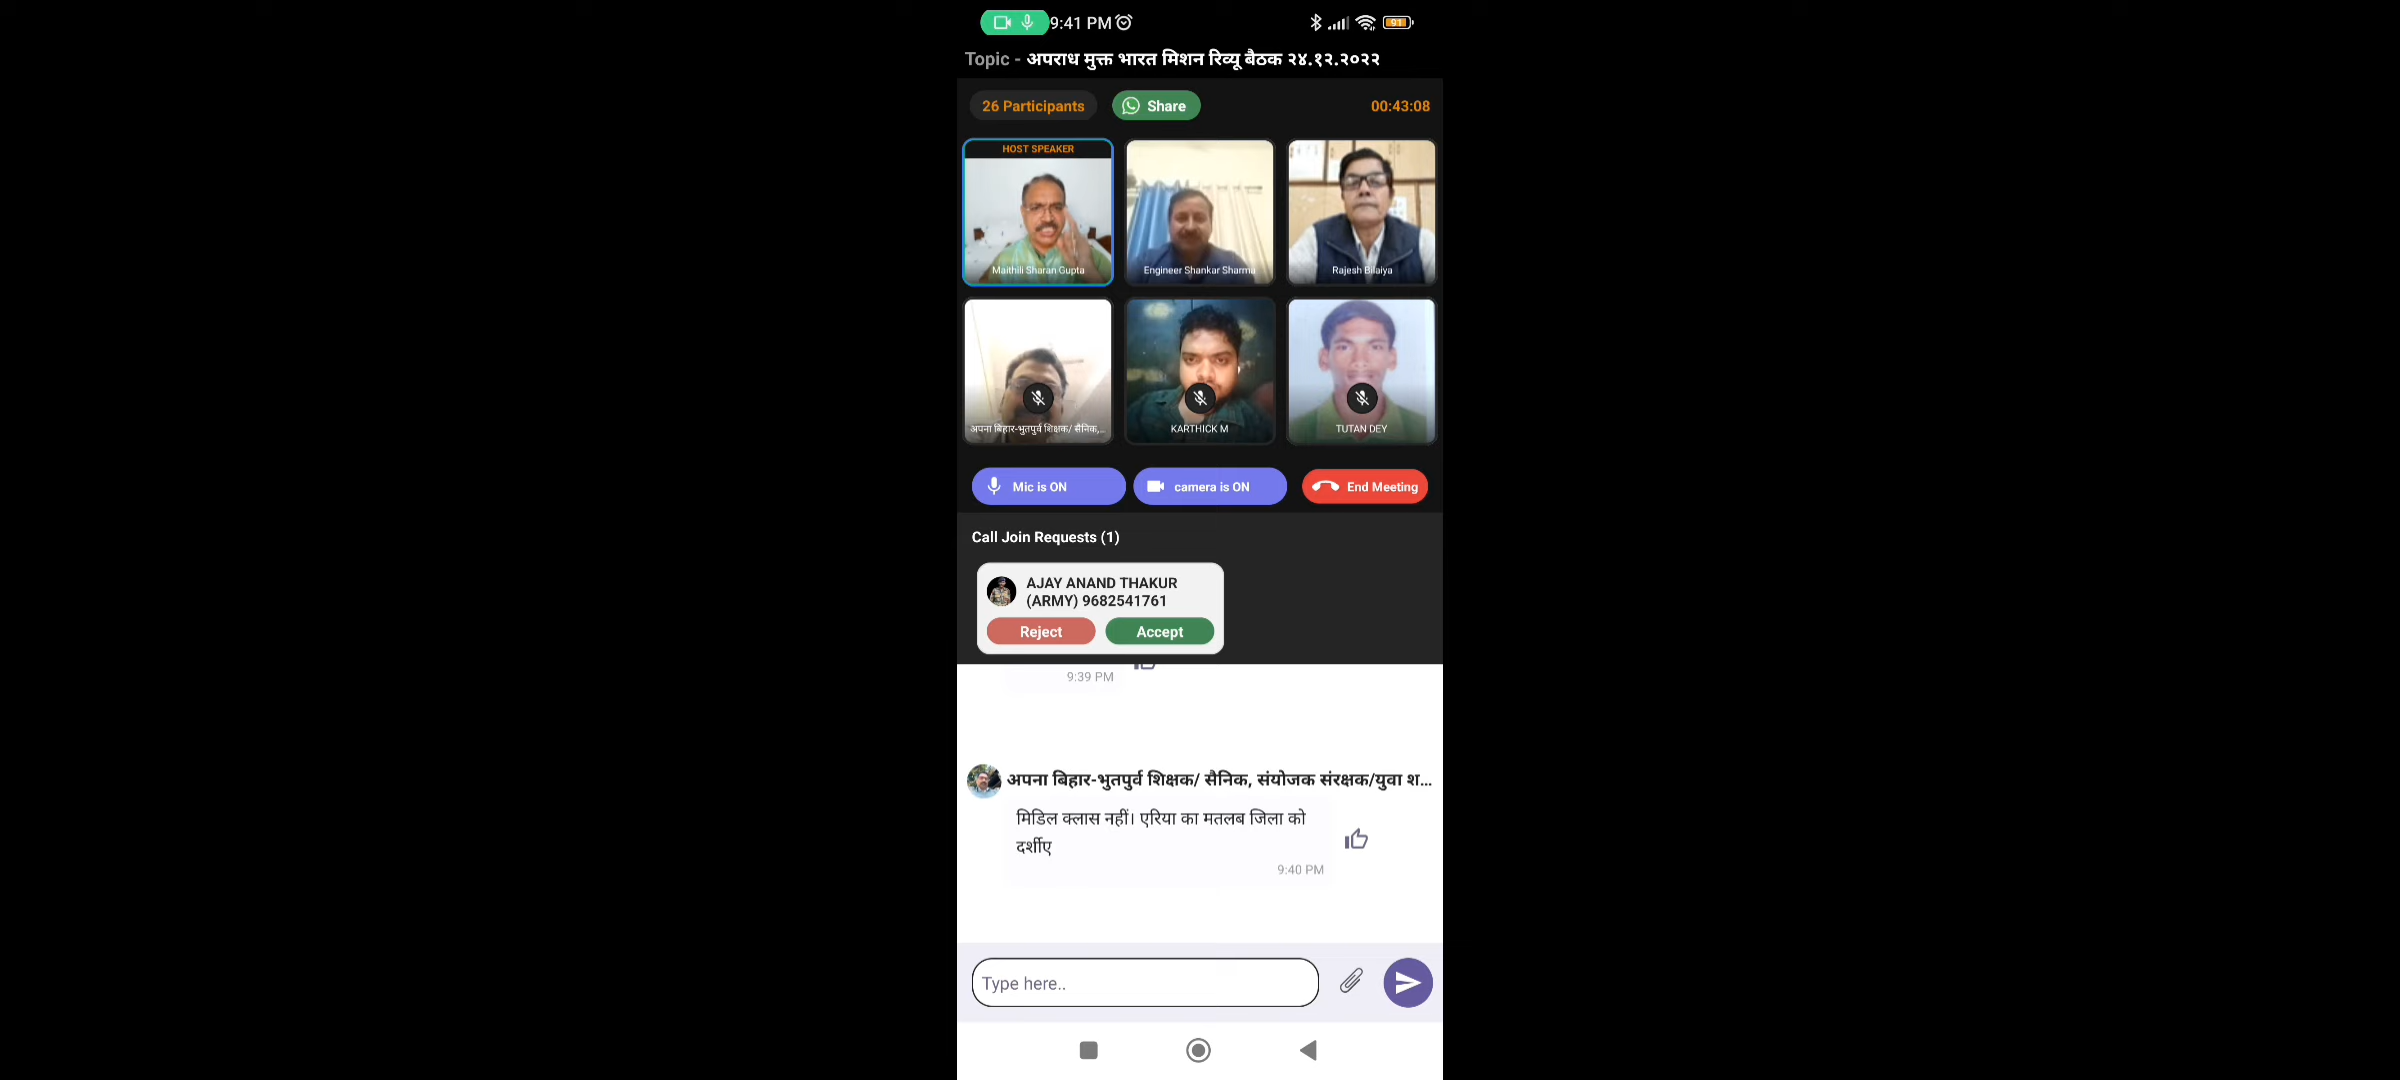 9:41 PM
91
Topic - अपराध मुक्त भारत मिशन रिव्यू बैठक २४.१२.२०२२
26 Participants
Share
00:43:08
HOST SPEAKER
Maithili Sharan Gupta
Engineer Shankar Sharma
Rajesh Bilaiya
अपना बिहार-भुतपुर्व शिक्षक/ सैनिक,...
KARTHICK M
TUTAN DEY
Mic is ON
camera is ON
End Meeting
Call Join Requests (1)
AJAY ANAND THAKUR
(ARMY) 9682541761
Reject
Accept
9:39 PM
अपना बिहार-भुतपुर्व शिक्षक/ सैनिक, संयोजक संरक्षक/युवा श...
मिडिल क्लास नहीं। एरिया का मतलब जिला को
दर्शीए
9:40 PM
Type here..